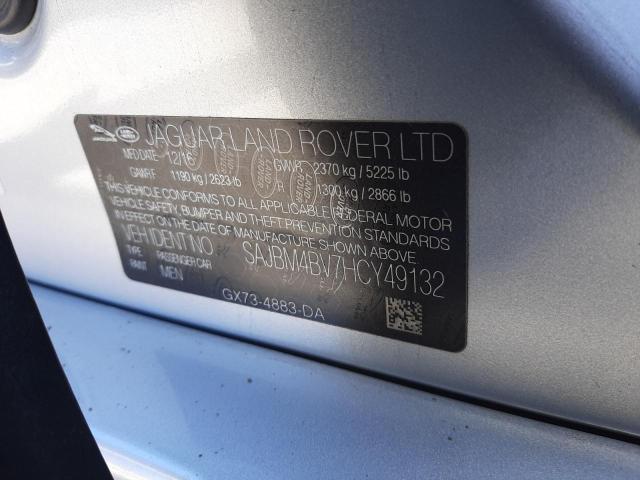 JAGUAR LAND ROVER LTD
MFD DATE 12/16 GVWR 2370 kg / 5225 lb
GAWR F 1190 kg / 2623 lb 1300 kg / 2866 lb
THIS VEHICLE CONFORMS TO ALL APPLICABLE FEDERAL MOTOR
VEHICLE SAFETY, BUMPER AND THEFT PREVENTION STANDARDS
IN EFFECT ON THE DATE OF MANUFACTURE SHOWN ABOVE.
VEH IDENT NO SAJBM4BV7HCY49132
TYPE PASSENGER CAR
PAINT MEN
GX73-4883-DA